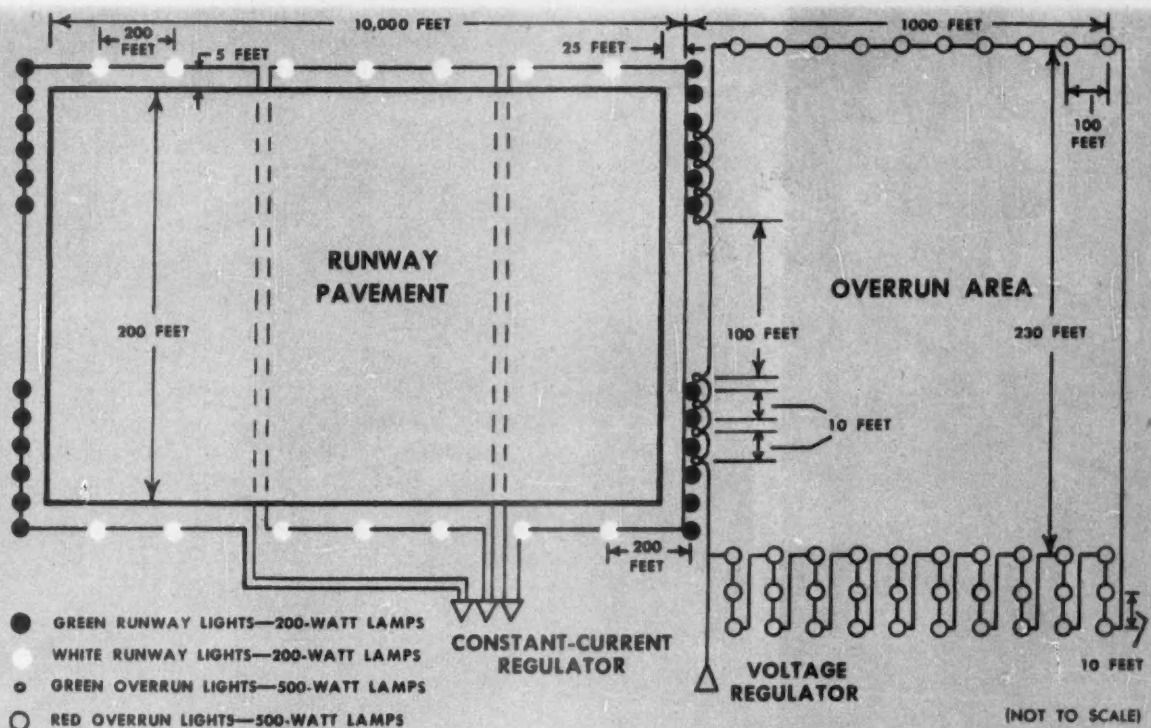 10,000 FEET
1000 FEET
200
FEET
5 FEET
25 FEET
100
FEET
RUNWAY
PAVEMENT
OVERRUN AREA
200 FEET
100 FEET
230 FEET
10 FEET
200
FEET
GREEN RUNWAY LIGHTS—200-WATT LAMPS
WHITE RUNWAY LIGHTS—200-WATT LAMPS
GREEN OVERRUN LIGHTS—500-WATT LAMPS
RED OVERRUN LIGHTS—500-WATT LAMPS
CONSTANT-CURRENT
REGULATOR
VOLTAGE
REGULATOR
10 FEET
(NOT TO SCALE)